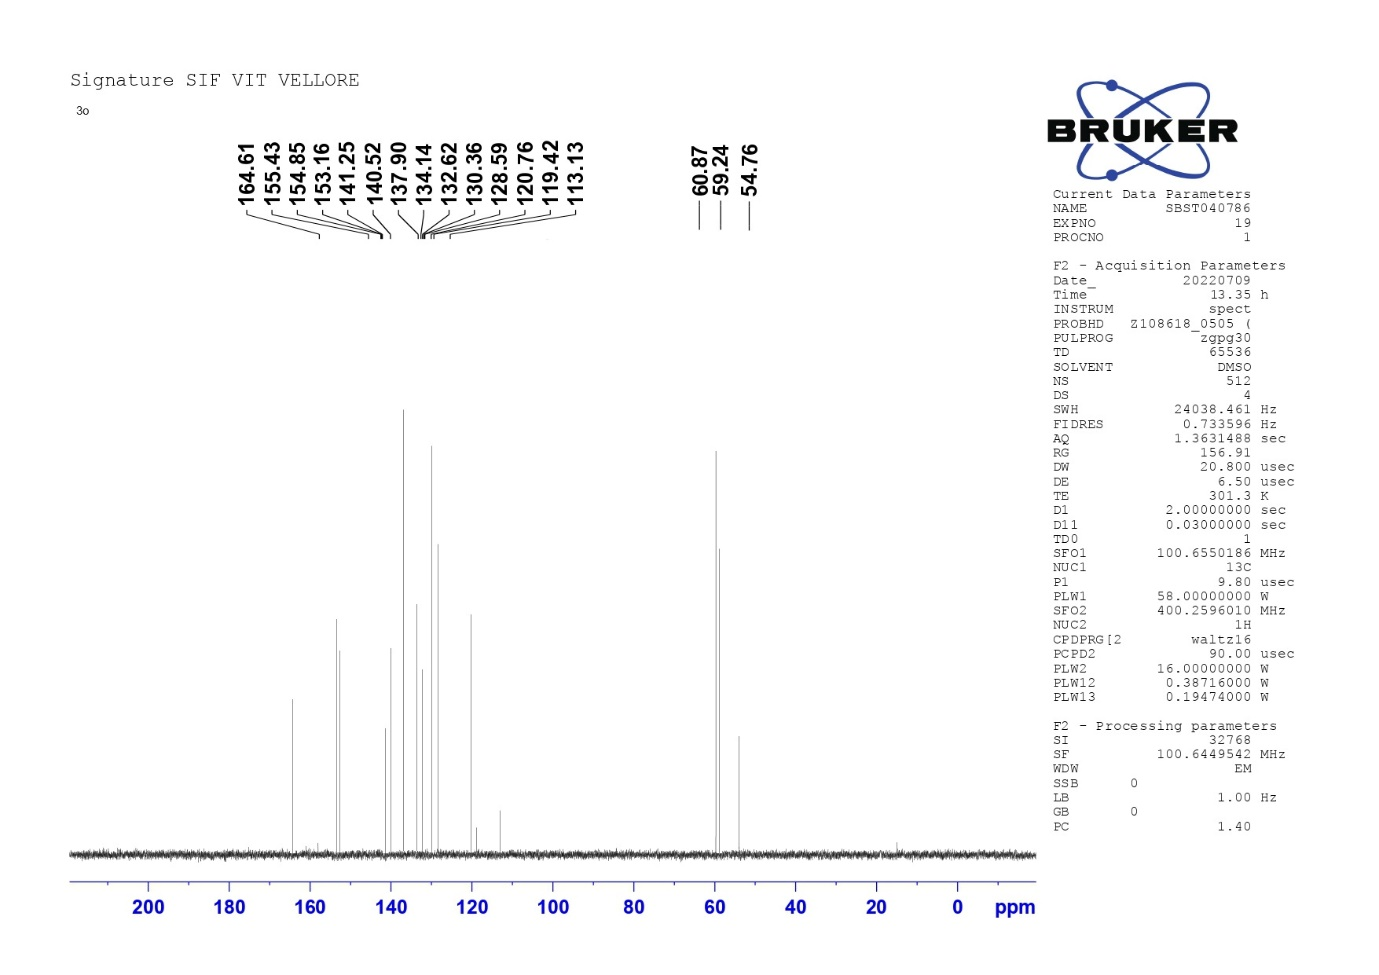 Signature SIF VIT VELLORE
3o
164.61
155.43
154.85
153.16
141.25
140.52
137.90
134.14
132.62
130.36
128.59
120.76
119.42
113.13
60.87
59.24
54.76
BRUKER
Current Data Parameters
NAME SBST040786
EXPNO 19
PROCNO 1
F2 - Acquisition Parameters
Date_ 20220709
Time 13.35 h
INSTRUM spect
PROBHD Z108618_0505 (
PULPROG zgpg30
TD 65536
SOLVENT DMSO
NS 512
DS 4
SWH 24038.461 Hz
FIDRES 0.733596 Hz
AQ 1.3631488 sec
RG 156.91
DW 20.800 usec
DE 6.50 usec
TE 301.3 K
D1 2.00000000 sec
D11 0.03000000 sec
TD0 1
SFO1 100.6550186 MHz
NUC1 13C
P1 9.80 usec
PLW1 58.00000000 W
SFO2 400.2596010 MHz
NUC2 1H
CPDPRG[2 waltz16
PCPD2 90.00 usec
PLW2 16.00000000 W
PLW12 0.38716000 W
PLW13 0.19474000 W
F2 - Processing parameters
SI 32768
SF 100.6449542 MHz
WDW EM
SSB 0
LB 1.00 Hz
GB 0
PC 1.40
200 180 160 140 120 100 80 60 40 20 0 ppm